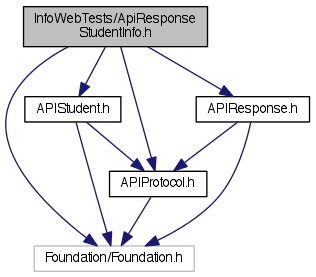 InfoWebTests/ApiResponse
StudentInfo.h
APIStudent.h
APIResponse.h
APIProtocol.h
Foundation/Foundation.h